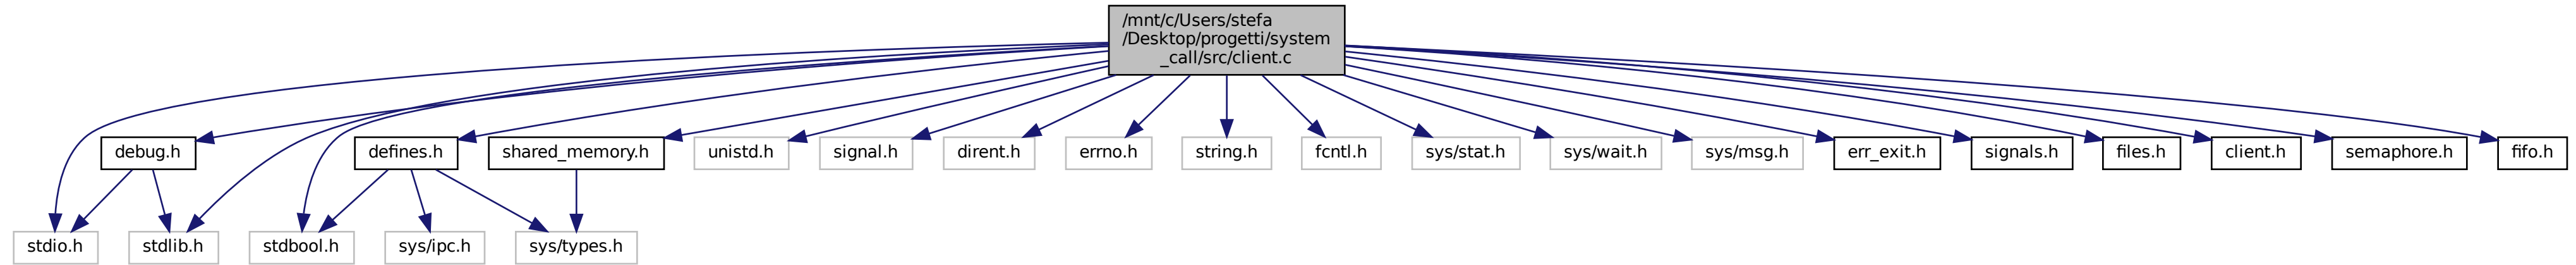 /mnt/c/Users/stefa
/Desktop/progetti/system
_call/src/client.c
debug.h
defines.h
shared_memory.h
unistd.h
signal.h
dirent.h
errno.h
string.h
fcntl.h
sys/stat.h
sys/wait.h
sys/msg.h
err_exit.h
signals.h
files.h
client.h
semaphore.h
fifo.h
stdio.h
stdlib.h
stdbool.h
sys/ipc.h
sys/types.h